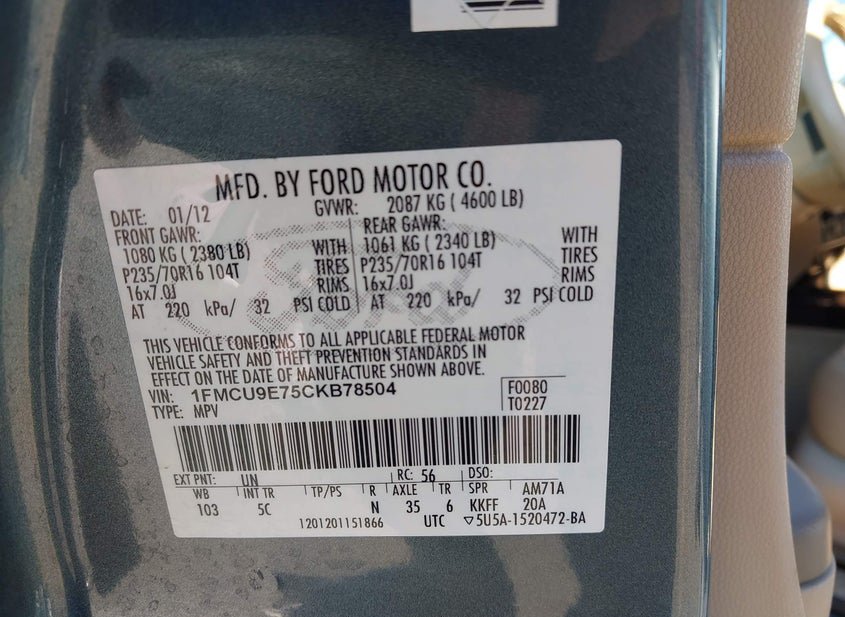 MFD. BY FORD MOTOR CO.
DATE: 01/12 GVWR: 2087 KG ( 4600 LB)
FRONT GAWR: REAR GAWR:
1080 KG ( 2380 LB) WITH 1061 KG ( 2340 LB) WITH
P235/70R16 104T TIRES P235/70R16 104T TIRES
16x7.0J RIMS 16x7.0J RIMS
AT 220 kPa/ 32 PSI COLD AT 220 kPa/ 32 PSI COLD
Ford
THIS VEHICLE CONFORMS TO ALL APPLICABLE FEDERAL MOTOR
VEHICLE SAFETY AND THEFT PREVENTION STANDARDS IN
EFFECT ON THE DATE OF MANUFACTURE SHOWN ABOVE.
VIN: 1FMCU9E75CKB78504 F0080
TYPE: MPV T0227
EXT PNT: UN RC: 56 DSO:
WB INT TR TP/PS R AXLE TR SPR AM71A
103 5C N 35 6 KKFF 20A
1201201151866 UTC ▽5U5A-1520472-BA